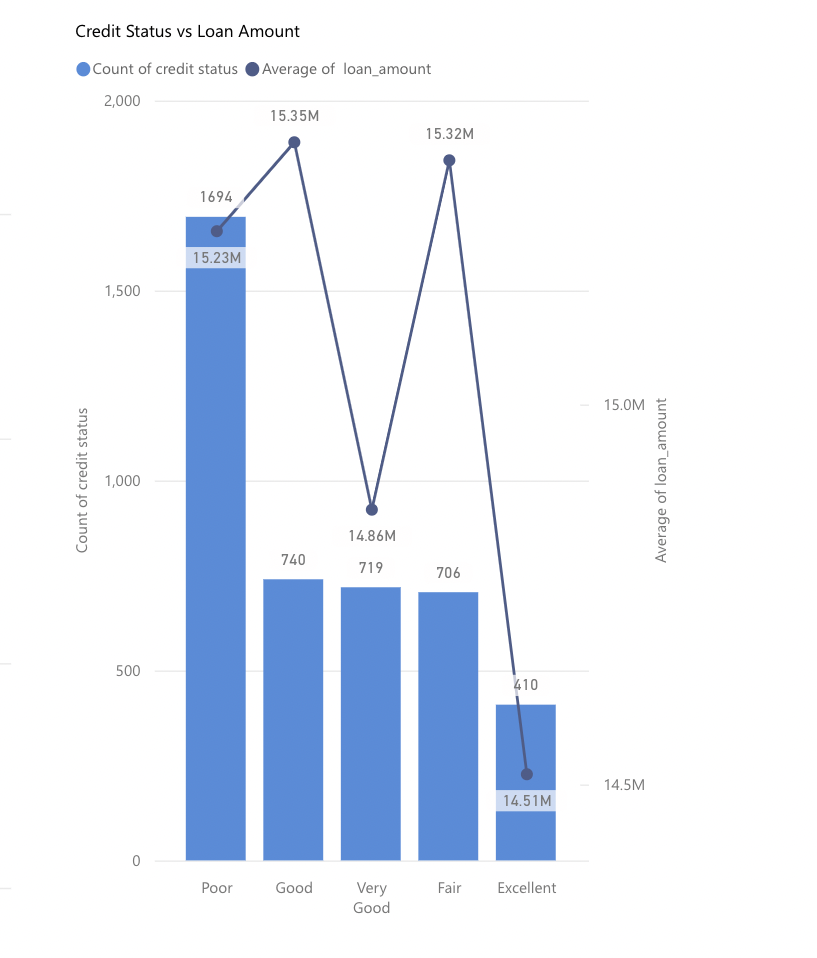 Credit Status vs Loan Amount
Count of credit status Average of  loan_amount
2,000
1,500
1,000
500
0
Count of credit status
15.35M
15.32M
1694
15.23M
14.86M
740
719
706
410
14.51M
15.0M
14.5M
Average of loan_amount
Poor Good Very Good Fair Excellent